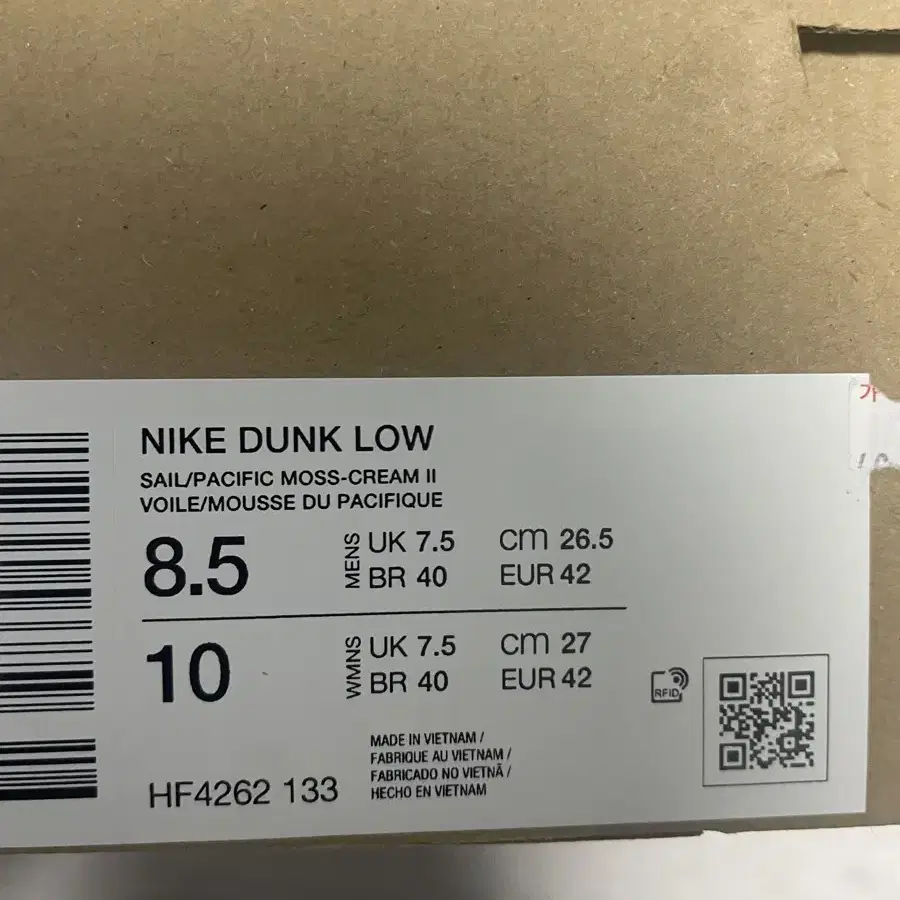 NIKE DUNK LOW
SAIL/PACIFIC MOSS-CREAM II
VOILE/MOUSSE DU PACIFIQUE
8.5 MENS UK 7.5 CM 26.5
BR 40 EUR 42
10 WMNS UK 7.5 CM 27
BR 40 EUR 42
RFID
MADE IN VIETNAM /
FABRIQUE AU VIETNAM /
FABRICADO NO VIETNÃ /
HECHO EN VIETNAM
HF4262 133